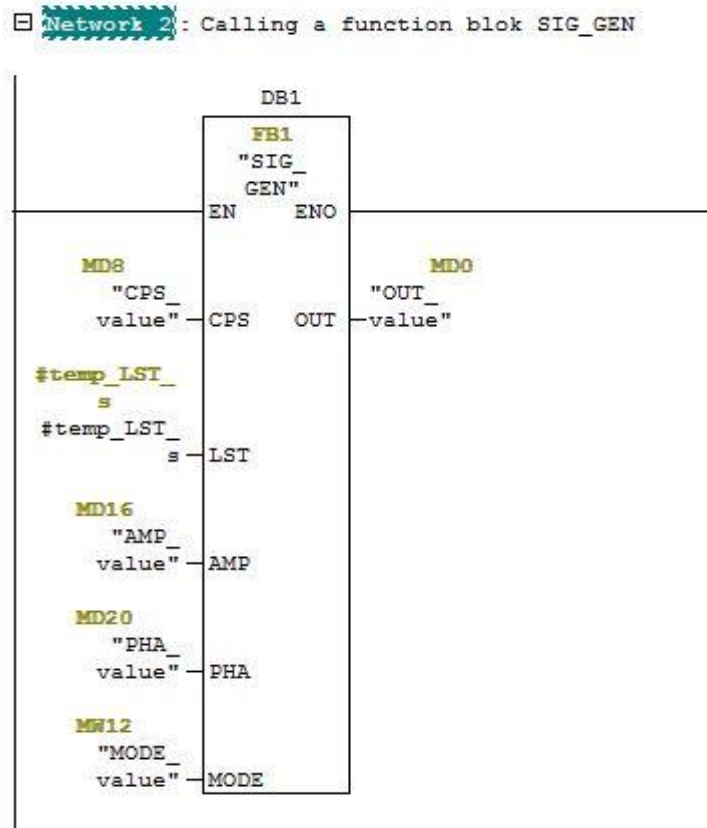 Network 2: Calling a function blok SIG_GEN
DB1
FB1
"SIG_
GEN"
EN ENO
MD8
"CPS_
value" CPS
MD0
"OUT_
OUT value"
#temp_LST_
s
#temp_LST_
s LST
MD16
"AMP_
value" AMP
MD20
"PHA_
value" PHA
MW12
"MODE_
value" MODE